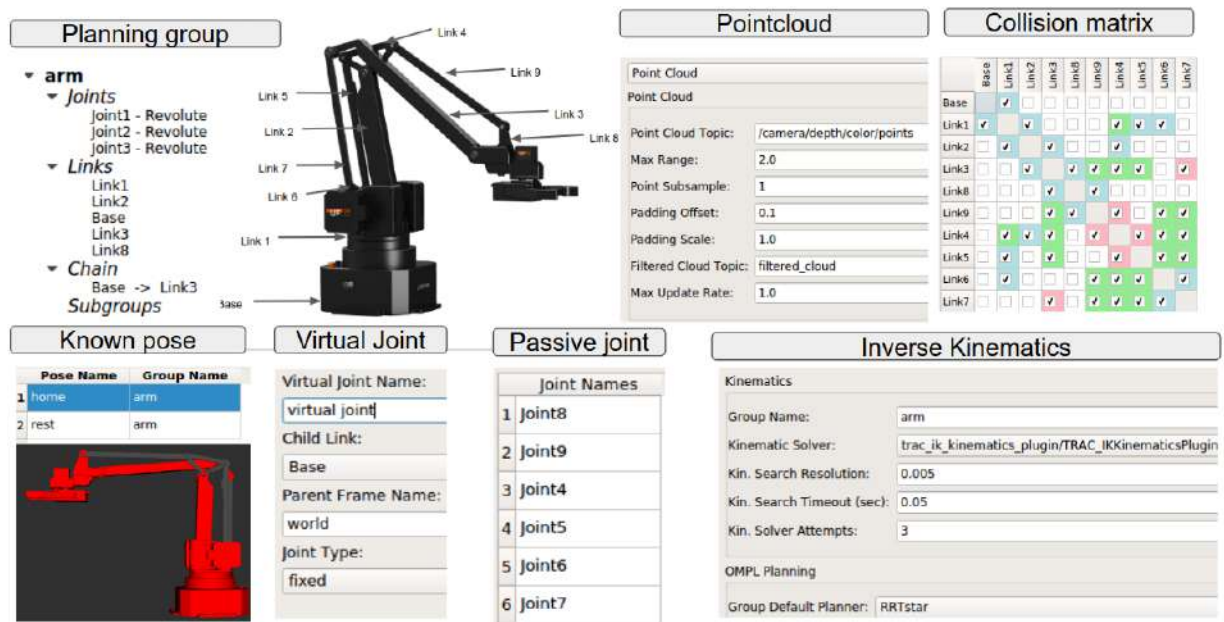 Planning group
arm
Joints
Joint1 - Revolute
Joint2 - Revolute
Joint3 - Revolute
Links
Link1
Link2
Base
Link3
Link8
Chain
Base -> Link3
Subgroups
Link 4
Link 9
Link 5
Link 3
Link 2
Link 8
Link 7
Link 6
Link 1
Base
Pointcloud
Point Cloud
Point Cloud
Point Cloud Topic: /camera/depth/color/points
Max Range: 2.0
Point Subsample: 1
Padding Offset: 0.1
Padding Scale: 1.0
Filtered Cloud Topic: filtered_cloud
Max Update Rate: 1.0
Collision matrix
Base Link1 Link2 Link3 Link8 Link9 Link4 Link5 Link6 Link7
Base
Link1
Link2
Link3
Link8
Link9
Link4
Link5
Link6
Link7
Known pose
Pose Name Group Name
1 home arm
2 rest arm
Virtual Joint
Virtual Joint Name:
virtual joint
Child Link:
Base
Parent Frame Name:
world
Joint Type:
fixed
Passive joint
Joint Names
1 Joint8
2 Joint9
3 Joint4
4 Joint5
5 Joint6
6 Joint7
Inverse Kinematics
Kinematics
Group Name: arm
Kinematic Solver: trac_ik_kinematics_plugin/TRAC_IKKinematicsPlugin
Kin. Search Resolution: 0.005
Kin. Search Timeout (sec): 0.05
Kin. Solver Attempts: 3
OMPL Planning
Group Default Planner: RRTstar